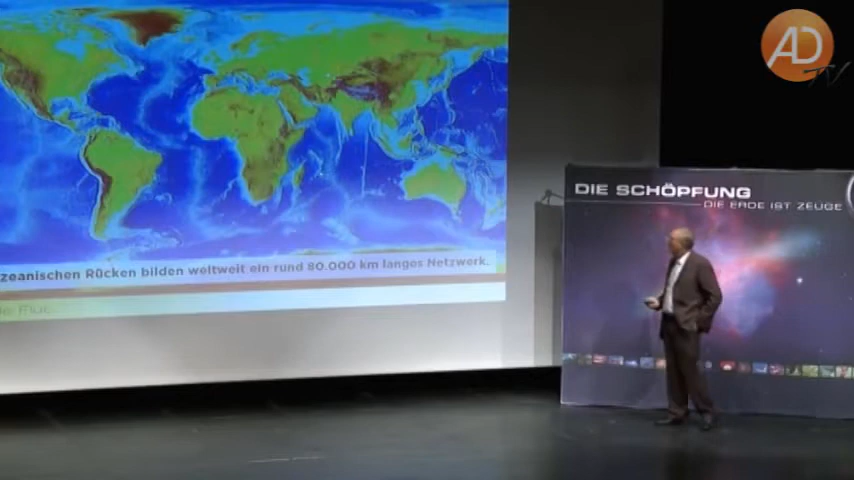 AD
TV
DIE SCHÖPFUNG
DIE ERDE IST ZEUGE
zeanischen Rücken bilden weltweit ein rund 80.000 km langes Netzwerk.